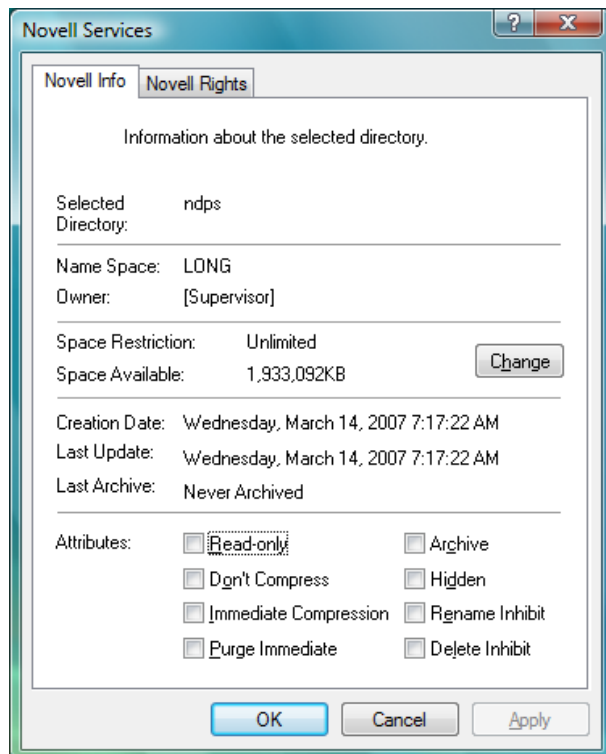 Novell Services
Novell Info Novell Rights
Information about the selected directory.
Selected Directory: ndps
Name Space: LONG
Owner: [Supervisor]
Space Restriction: Unlimited
Space Available: 1,933,092KB
Change
Creation Date: Wednesday, March 14, 2007 7:17:22 AM
Last Update: Wednesday, March 14, 2007 7:17:22 AM
Last Archive: Never Archived
Attributes: Read-only Archive
Don't Compress Hidden
Immediate Compression Rename Inhibit
Purge Immediate Delete Inhibit
OK Cancel Apply